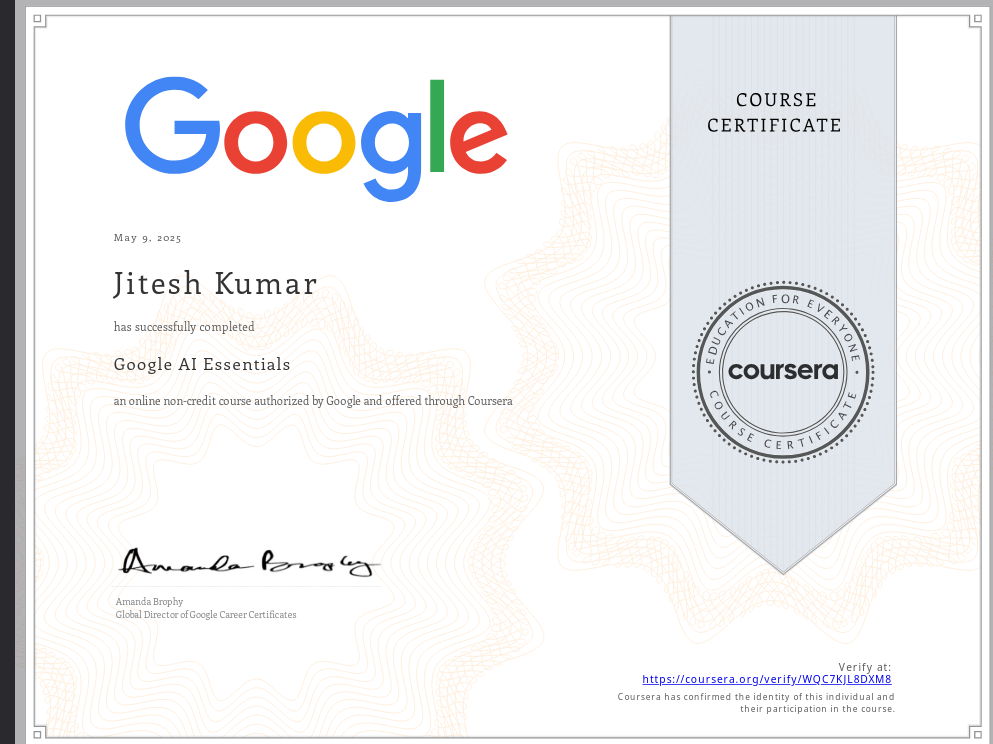 Google
COURSE
CERTIFICATE
May 9, 2025
Jitesh Kumar
has successfully completed
Google AI Essentials
an online non-credit course authorized by Google and offered through Coursera
EDUCATION FOR EVERYONE
coursera
COURSE CERTIFICATE
Amanda Brophy
Amanda Brophy
Global Director of Google Career Certificates
Verify at:
https://coursera.org/verify/WQC7KJL8DXM8
Coursera has confirmed the identity of this individual and
their participation in the course.